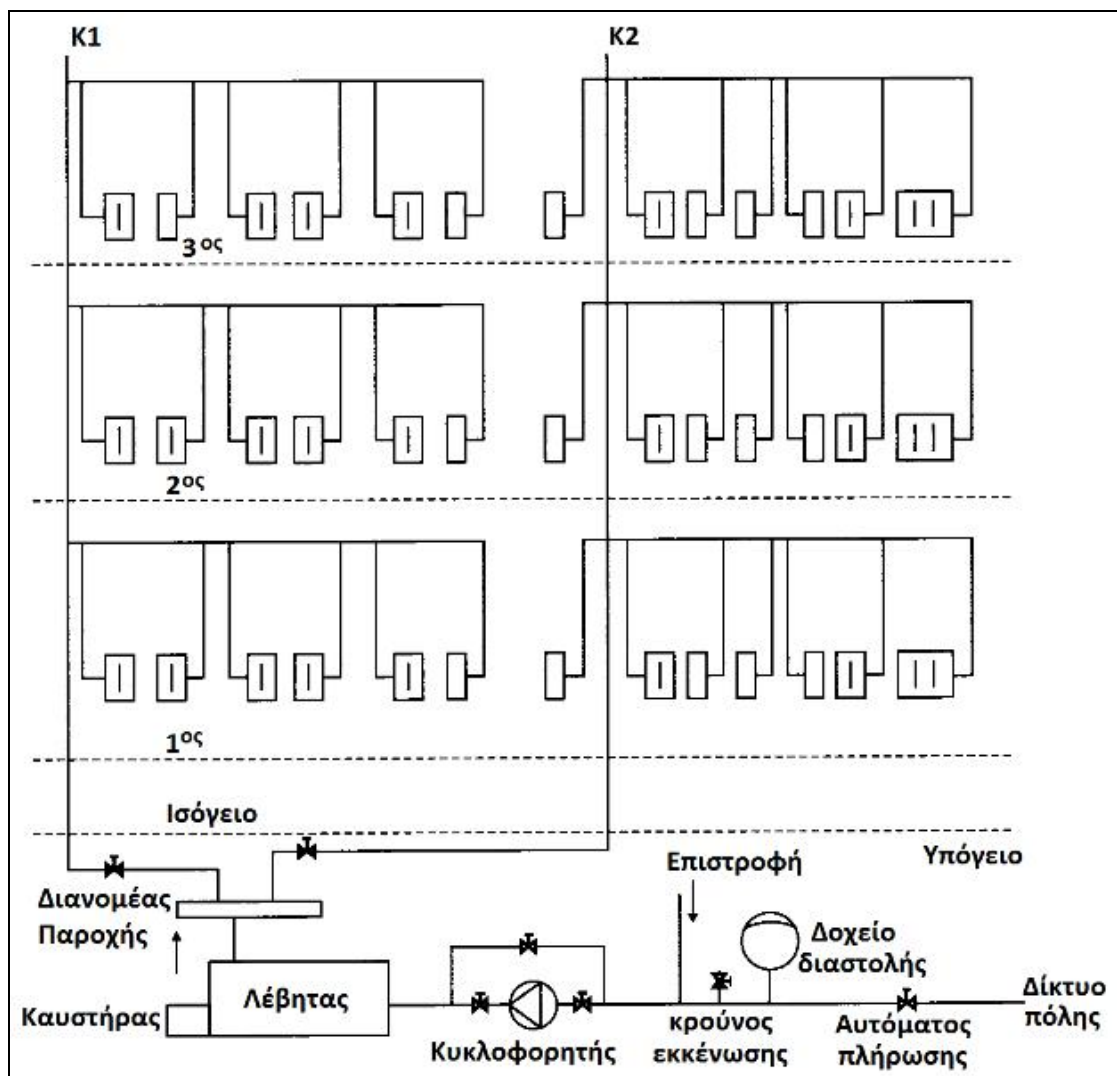 K1
K2
3ος
2ος
1ος
Ισόγειο
Υπόγειο
Επιστροφή
Διανομέας
Παροχής
Δοχείο
διαστολής
Λέβητας
Καυστήρας
Δίκτυο
πόλης
Κυκλοφορητής
κρούνος
εκκένωσης
Αυτόματος
πλήρωσης